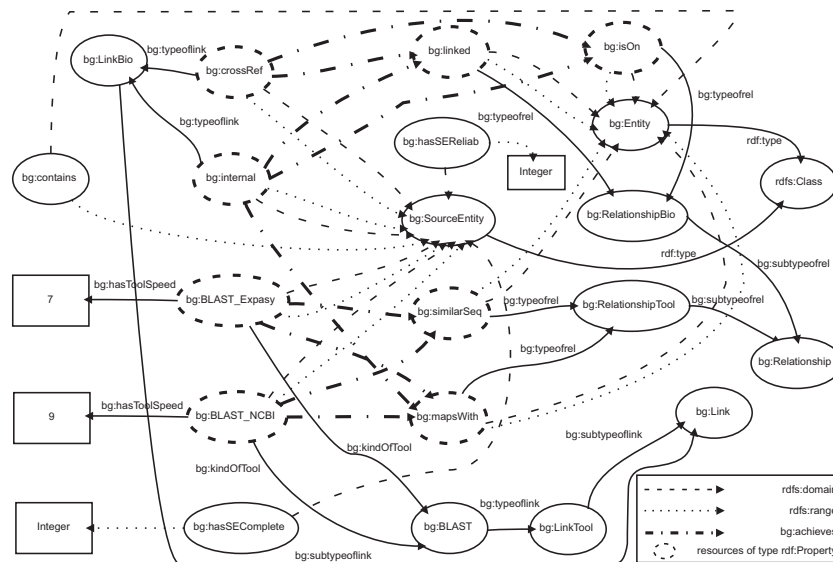 bg:LinkBio
bg:typeoflink
bg:crossRef
bg:linked
bg:isOn
bg:typeofrel
bg:typeoflink
bg:typeofrel
bg:Entity
bg:hasSEReliab
rdf:type
bg:contains
bg:internal
Integer
rdfs:Class
bg:SourceEntity
bg:RelationshipBio
rdf:type
bg:subtypeofrel
bg:hasToolSpeed
7
bg:BLAST_Expasy
bg:similarSeq
bg:typeofrel
bg:RelationshipTool
bg:subtypeofrel
bg:typeofrel
bg:Relationship
bg:hasToolSpeed
9
bg:BLAST_NCBI
bg:mapsWith
bg:Link
bg:kindOfTool
bg:kindOfTool
bg:subtypeoflink
Integer
bg:hasSEComplete
bg:typeoflink
bg:BLAST
bg:LinkTool
bg:subtypeoflink
rdfs:domain
rdfs:range
bg:achieves
resources of type rdf:Property